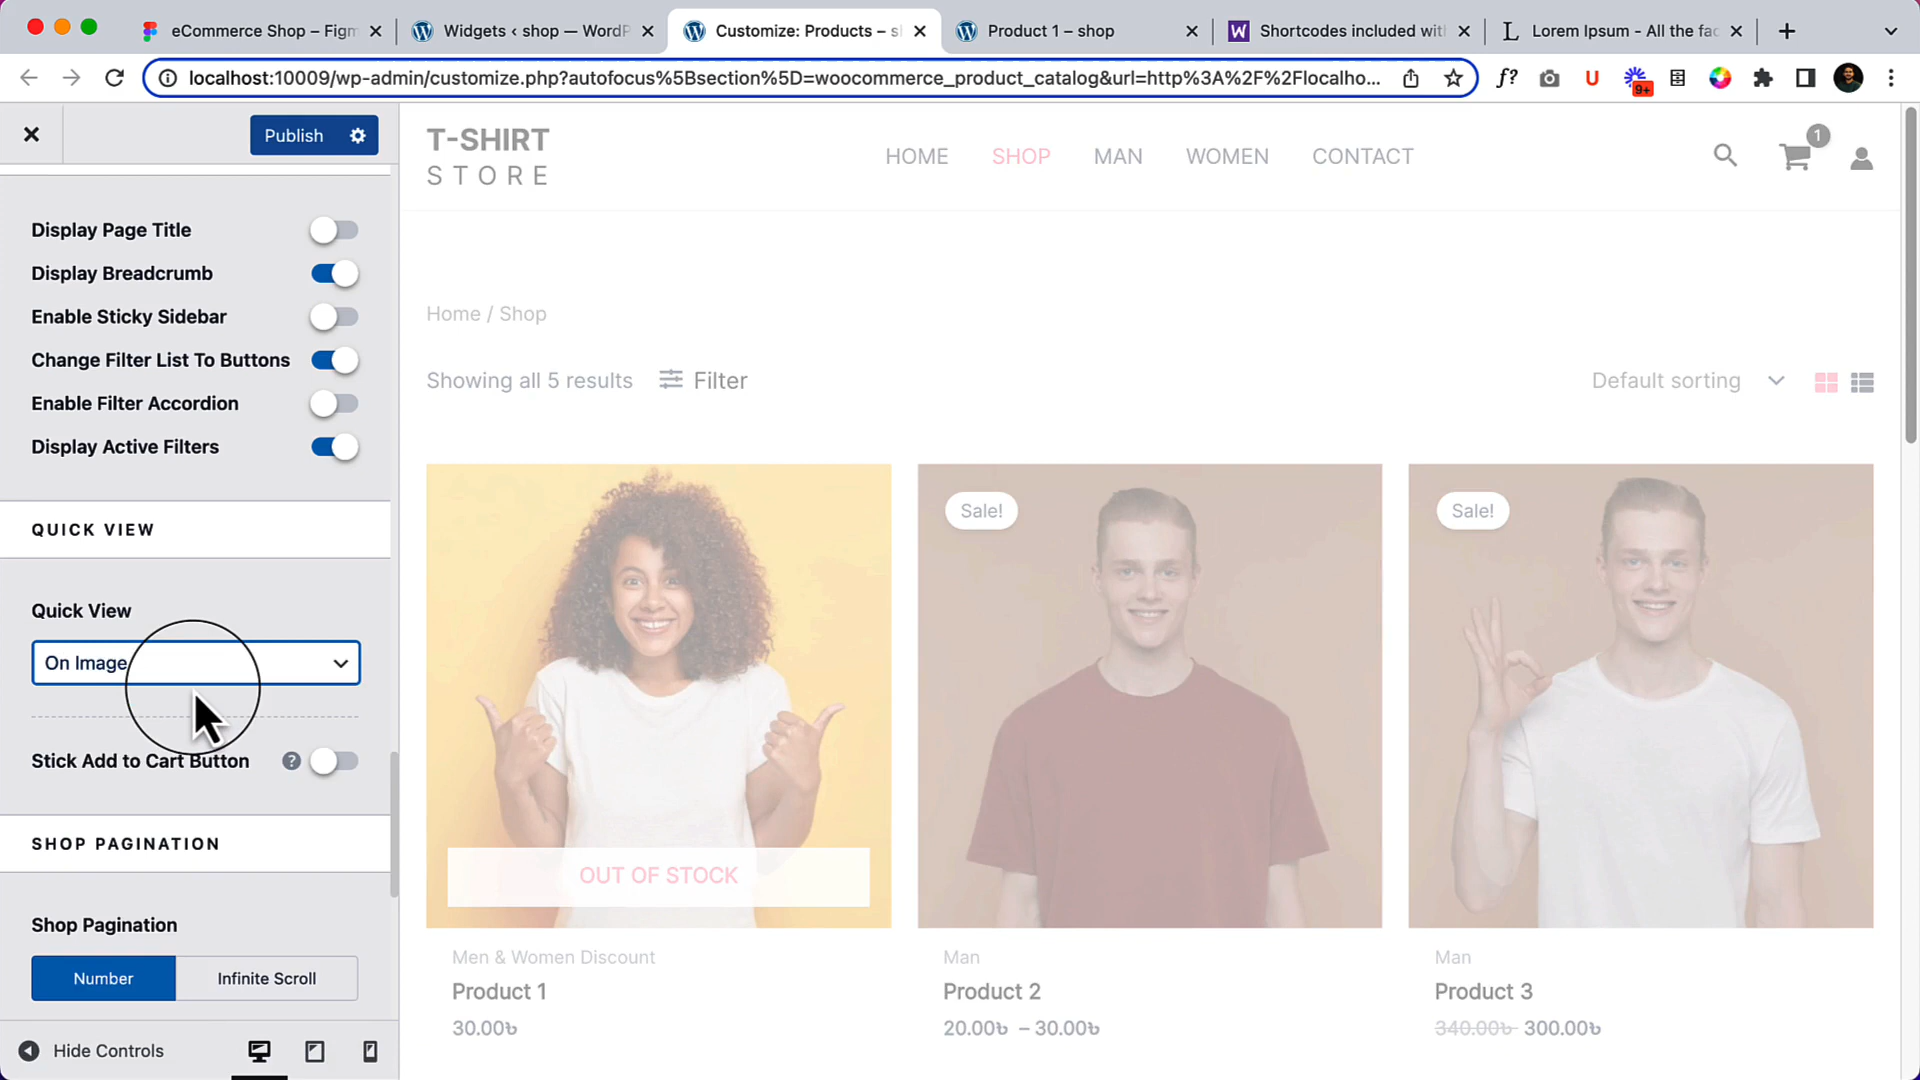 eCommerce Shop – Figm
Widgets ‹ shop — WordP
Customize: Products – s
Product 1 – shop
Shortcodes included wit
Lorem Ipsum - All the fac
localhost:10009/wp-admin/customize.php?autofocus%5Bsection%5D=woocommerce_product_catalog&url=http%3A%2F%2Flocalho...
f?
U
9+
Publish
T-SHIRT
STORE
HOME
SHOP
MAN
WOMEN
CONTACT
1
Display Page Title
Display Breadcrumb
Enable Sticky Sidebar
Change Filter List To Buttons
Enable Filter Accordion
Display Active Filters
QUICK VIEW
Quick View
On Image
Stick Add to Cart Button
?
SHOP PAGINATION
Shop Pagination
Number
Infinite Scroll
Hide Controls
Home / Shop
Showing all 5 results
Filter
Default sorting
OUT OF STOCK
Men & Women Discount
Product 1
30.00৳
Sale!
Man
Product 2
20.00৳ – 30.00৳
Sale!
Man
Product 3
340.00৳ 300.00৳